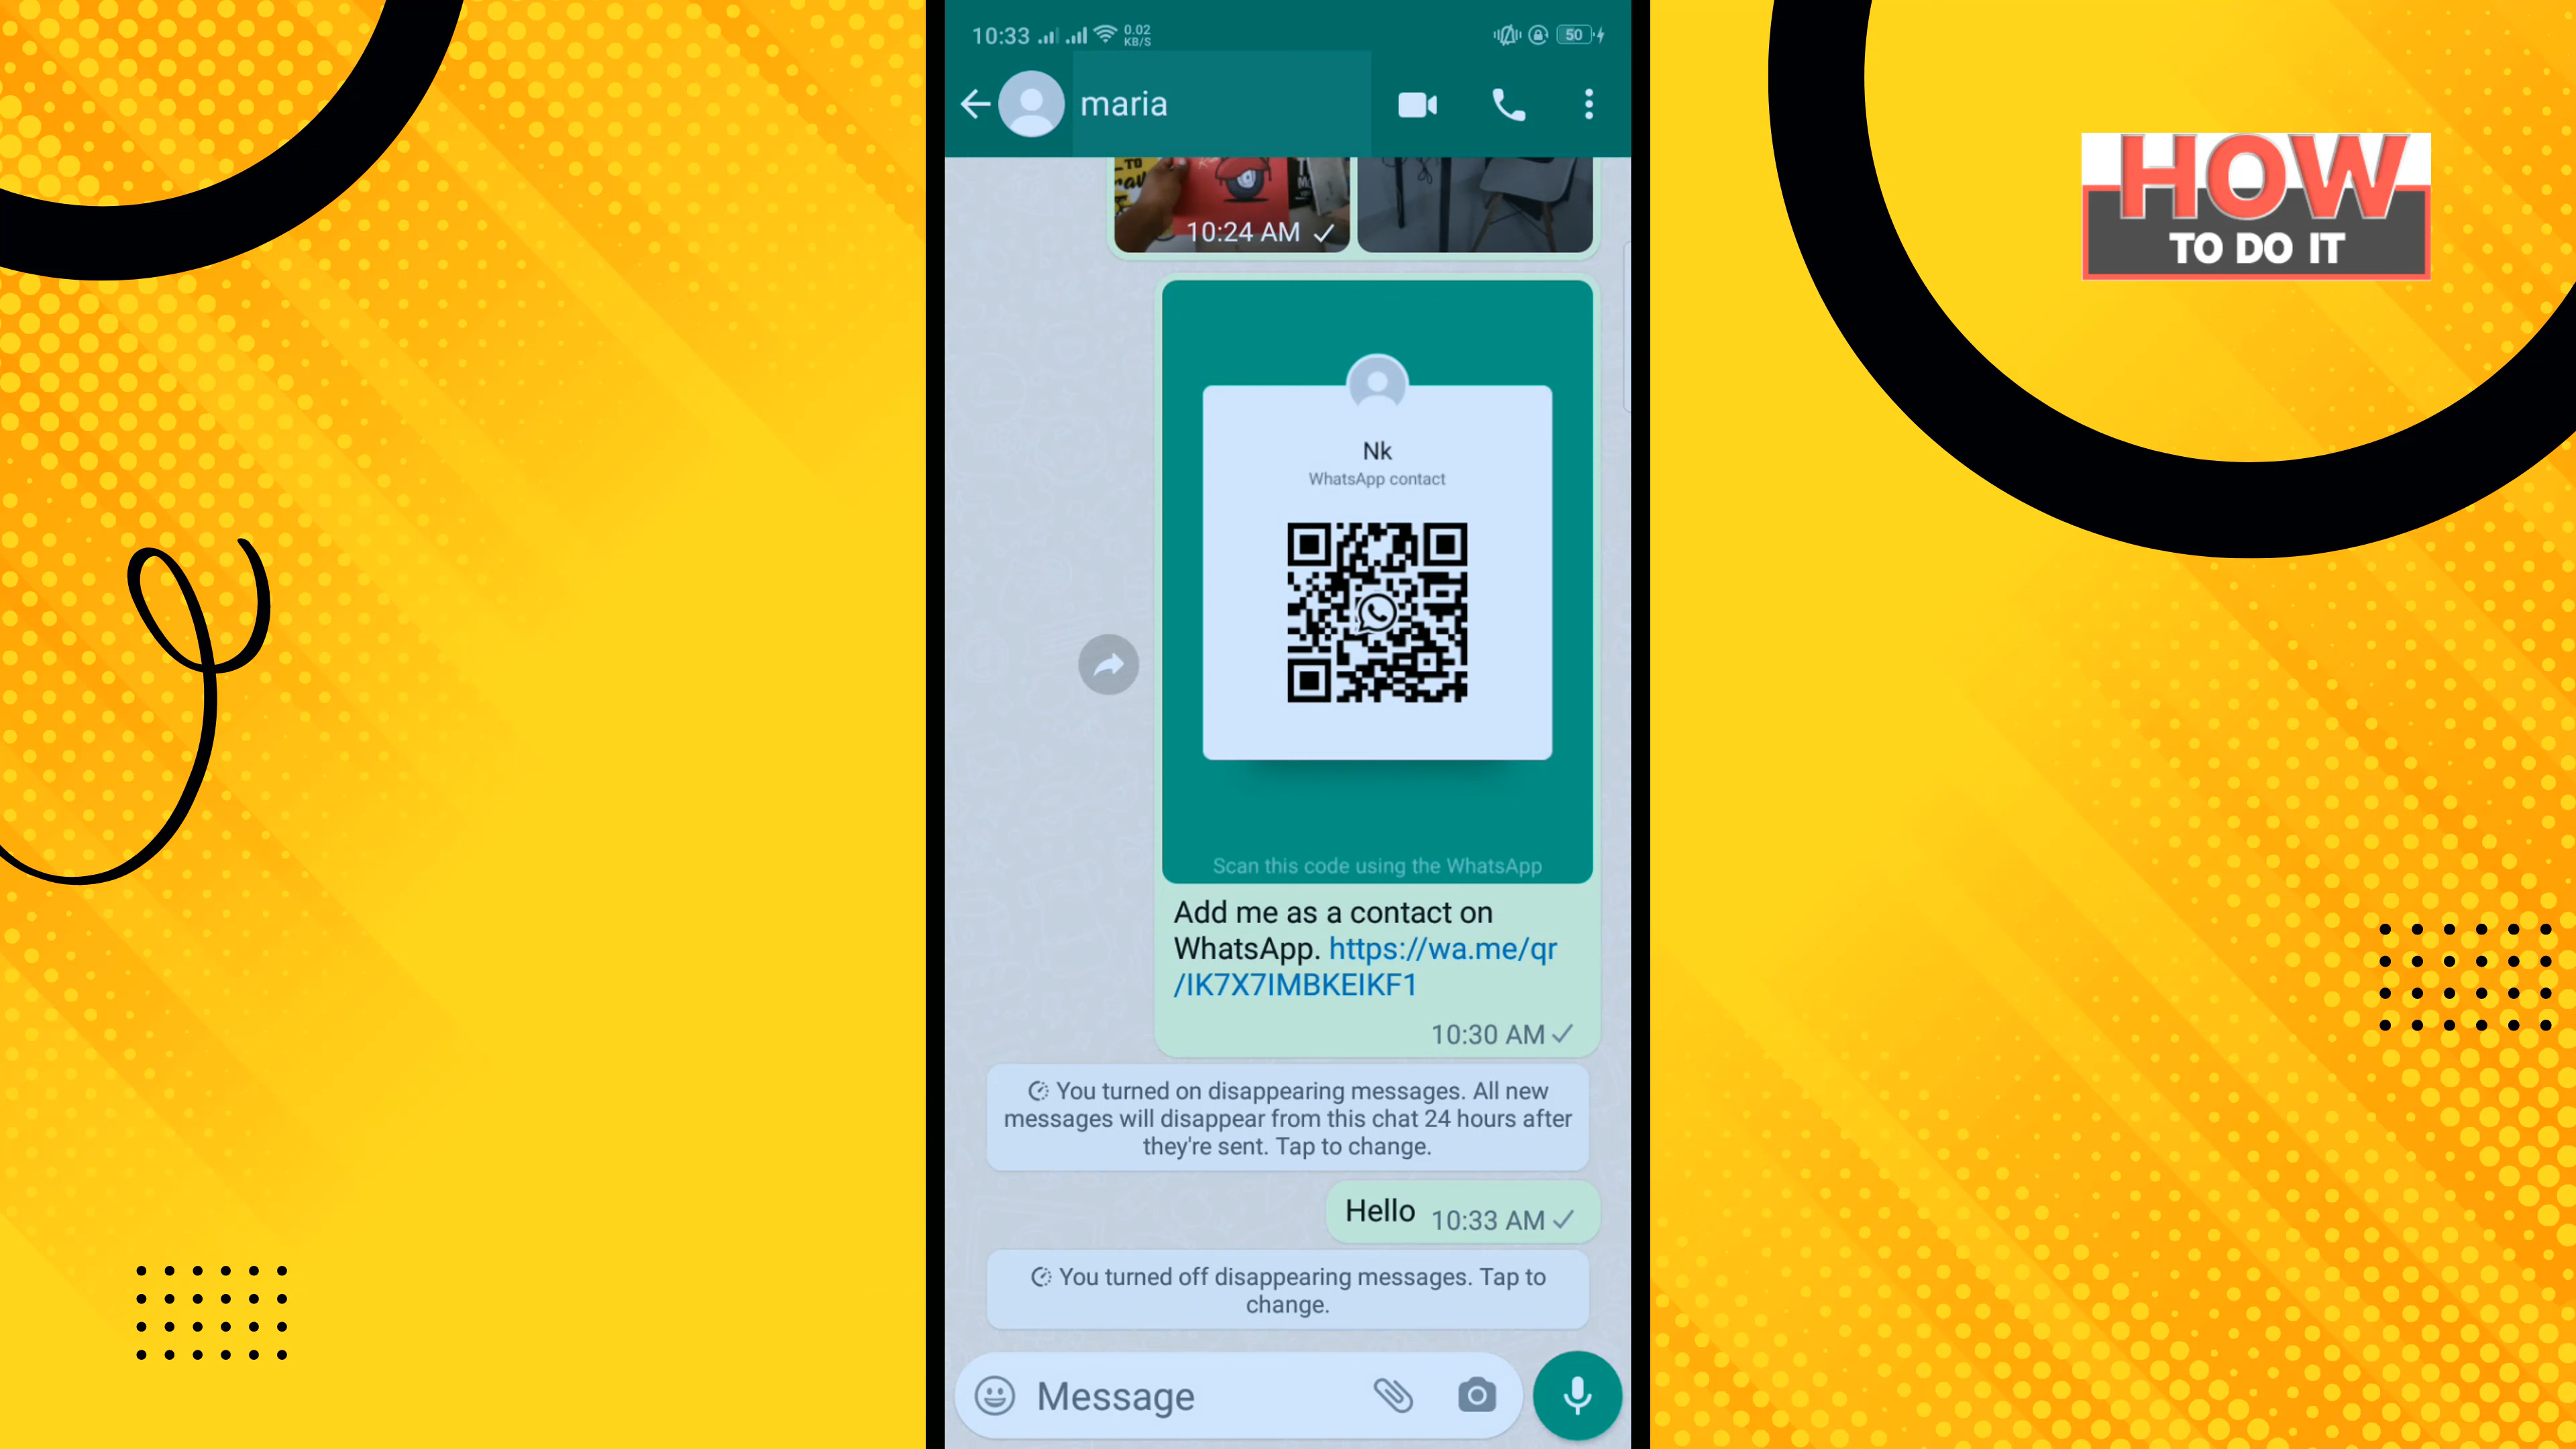 10:33 0.02 KB/S 50
maria
HOW
TO DO IT
TO
10:24 AM
Nk
WhatsApp contact
Scan this code using the WhatsApp
Add me as a contact on
WhatsApp. https://wa.me/qr
/IK7X7IMBKEIKF1
10:30 AM
You turned on disappearing messages. All new
messages will disappear from this chat 24 hours after
they're sent. Tap to change.
Hello 10:33 AM
You turned off disappearing messages. Tap to
change.
Message